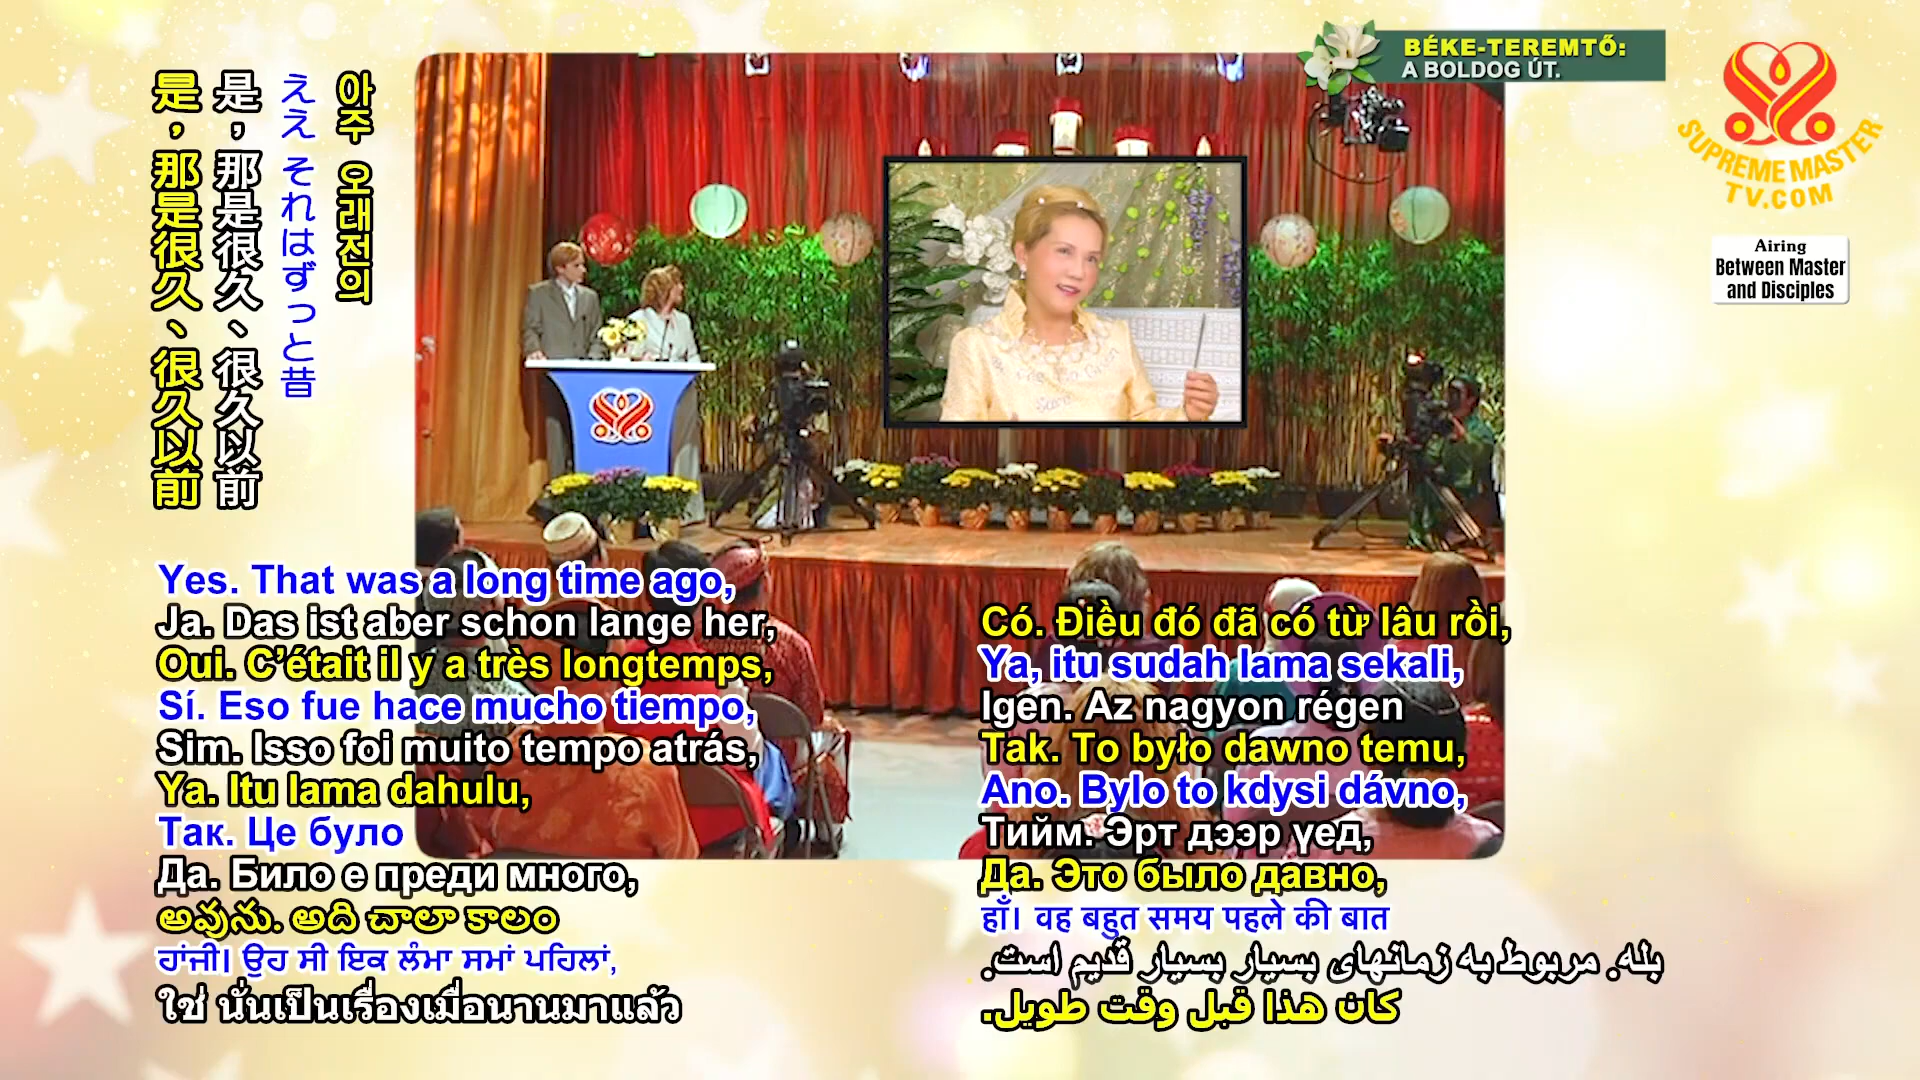 BÉKE-TEREMTŐ:
A BOLDOG ÚT.
SUPREME MASTER
TV.COM
Airing
Between Master
and Disciples
아주 오래전의
ええ それはずっと昔
是，那是很久、很久以前
是，那是很久、很久以前
Yes. That was a long time ago,
Ja. Das ist aber schon lange her,
Oui. C’était il y a très longtemps,
Sí. Eso fue hace mucho tiempo,
Sim. Isso foi muito tempo atrás,
Ya. Itu lama dahulu,
Так. Це було
Да. Било е преди много,
అవును. అది చాలా కాలం
ਹਾਂਜੀ। ਉਹ ਸੀ ਇਕ ਲੰਮਾ ਸਮਾਂ ਪਹਿਲਾਂ,
ใช่ นั่นเป็นเรื่องเมื่อนานมาแล้ว
Có. Điều đó đã có từ lâu rồi,
Ya, itu sudah lama sekali,
Igen. Az nagyon régen
Tak. To było dawno temu,
Ano. Bylo to kdysi dávno,
Тийм. Эрт дээр үед,
Да. Это было давно,
हाँ। वह बहुत समय पहले की बात
بله. مربوط به زمانهای بسیار بسیار قدیم است.
كان هذا قبل وقت طويل.